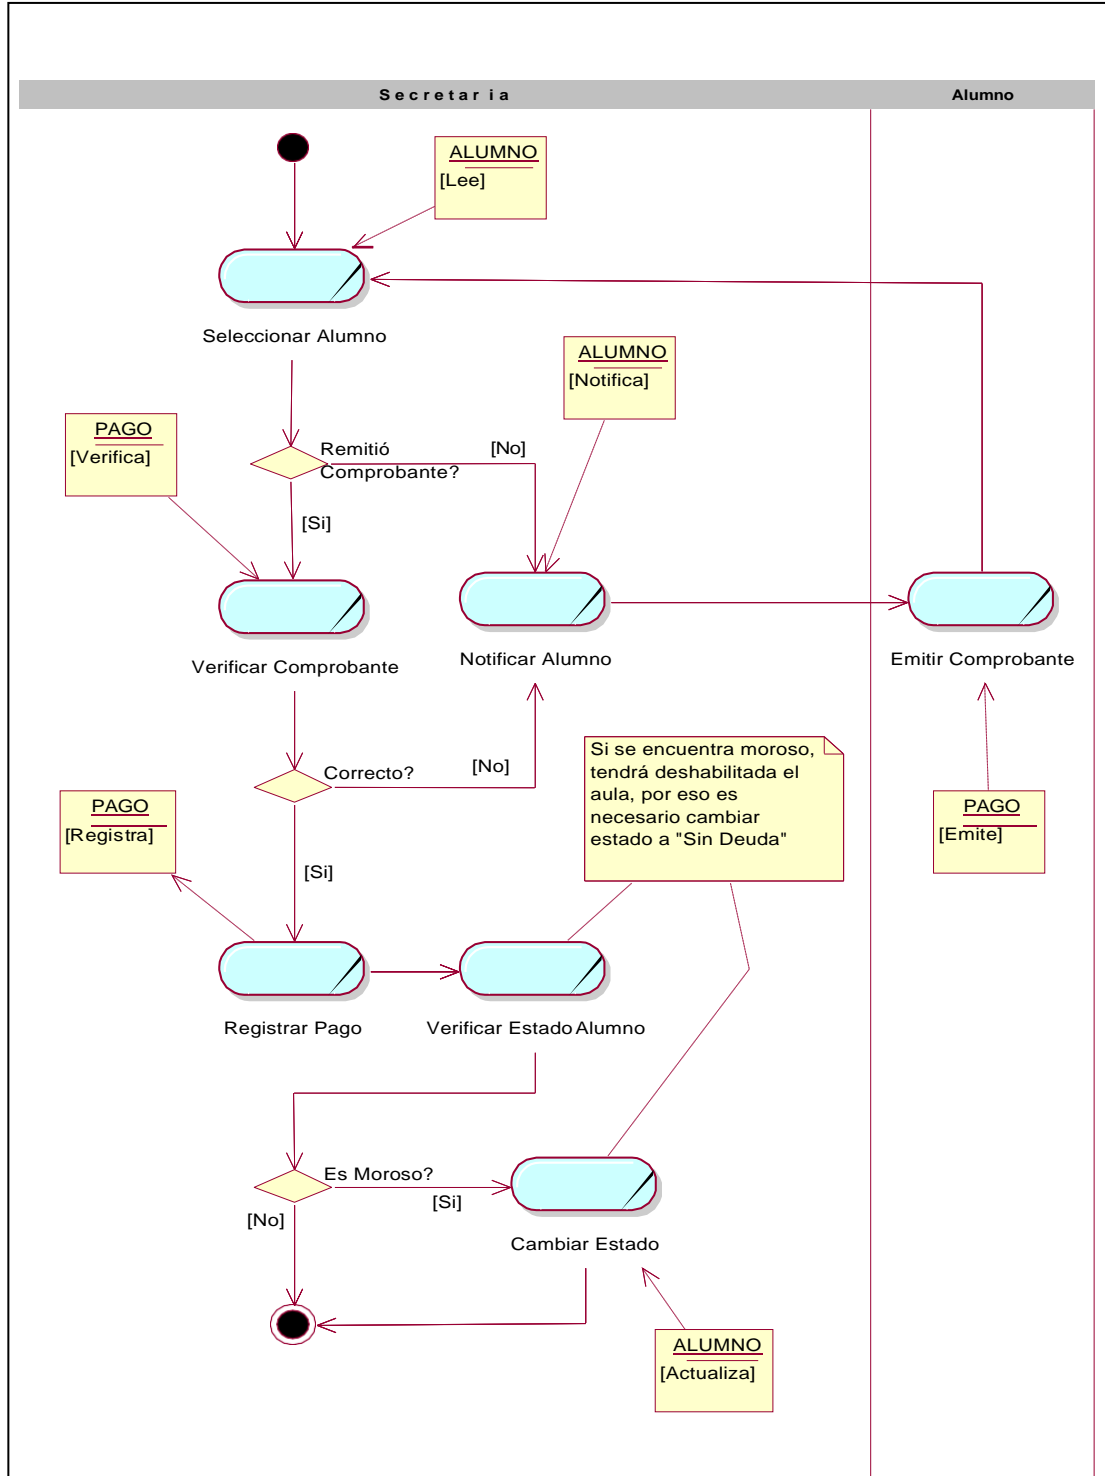 Secretaria
Alumno
ALUMNO
[Lee]
Seleccionar Alumno
ALUMNO
[Notifica]
PAGO
[Verifica]
Remitió
Comprobante?
[No]
[Si]
Verificar Comprobante
Notificar Alumno
Emitir Comprobante
Si se encuentra moroso,
tendrá deshabilitada el
aula, por eso es
necesario cambiar
estado a "Sin Deuda"
Correcto?
[No]
PAGO
[Registra]
PAGO
[Emite]
[Si]
Registrar Pago
Verificar Estado Alumno
Es Moroso?
[Si]
[No]
Cambiar Estado
ALUMNO
[Actualiza]